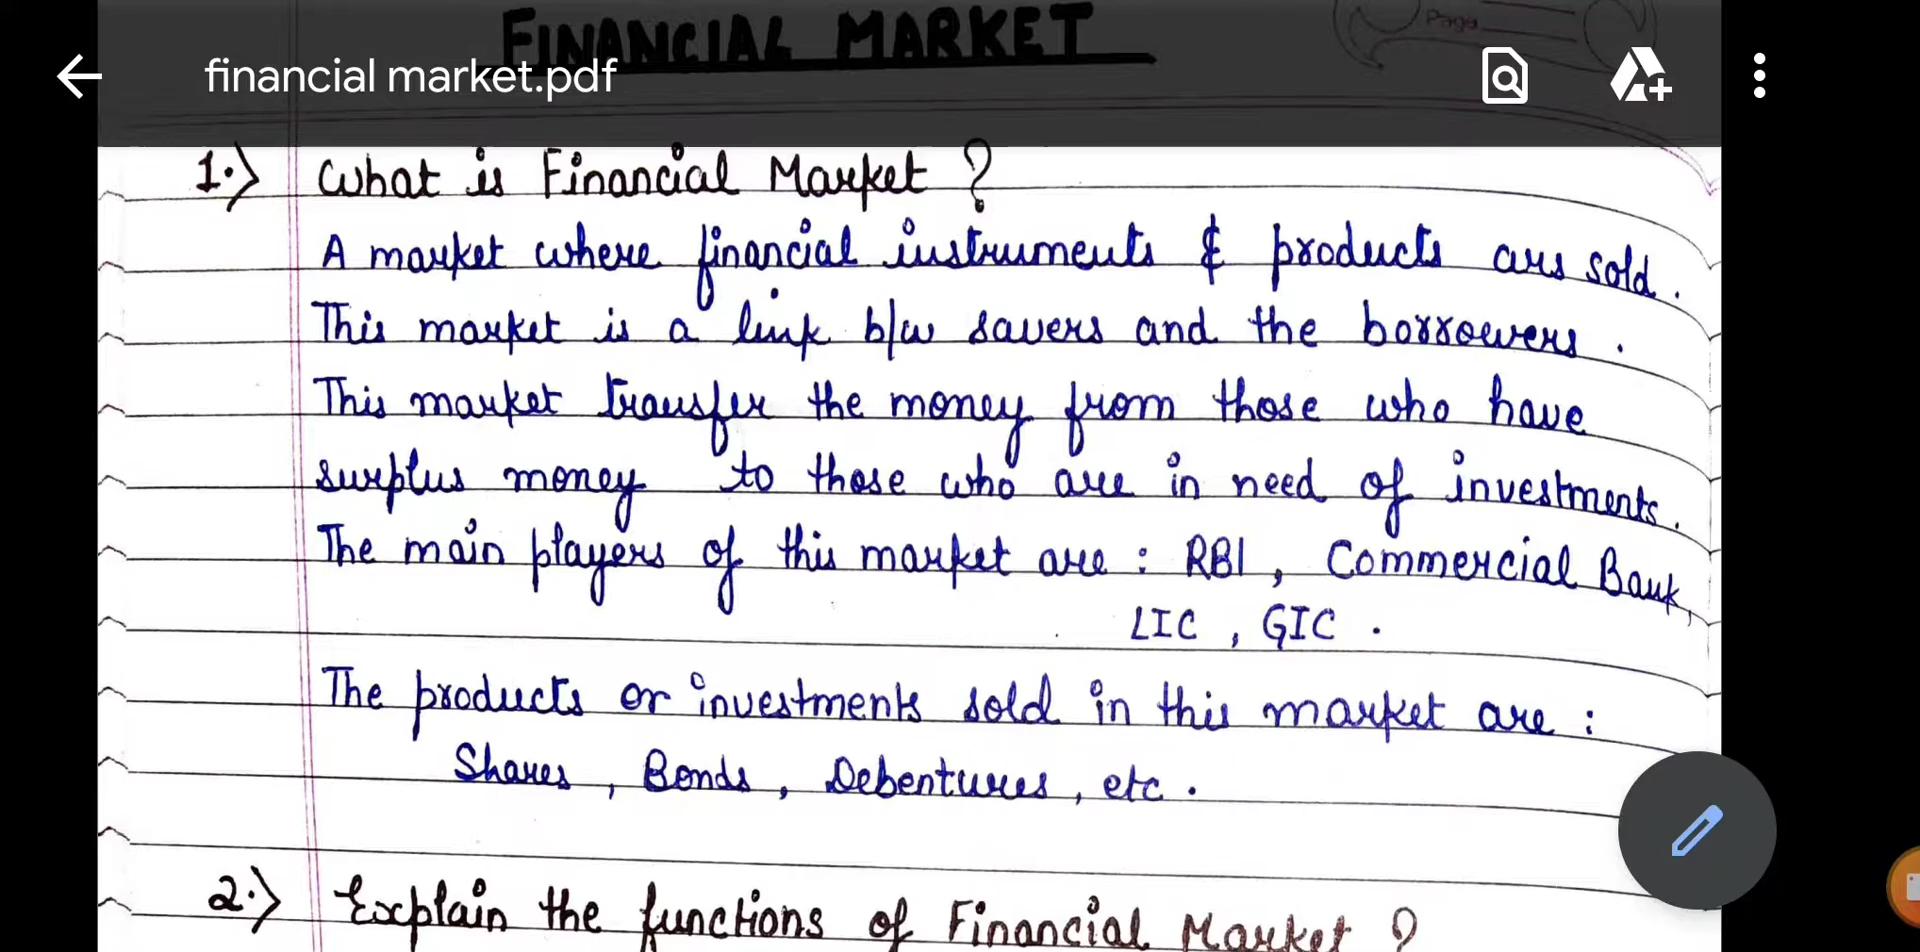 FINANCIAL MARKET
Page
financial market.pdf
1.) What is Financial Market ?
A market where financial instruments & products are sold.
This market is a link b/w savers and the borrowers.
This market transfer the money from those who have
surplus money to those who are in need of investments.
The main players of this market are : RBI, Commercial Bank,
LIC, GIC.
The products or investments sold in this market are :
Shares, Bonds, Debentures, etc.
2.) Explain the functions of Financial Market ?